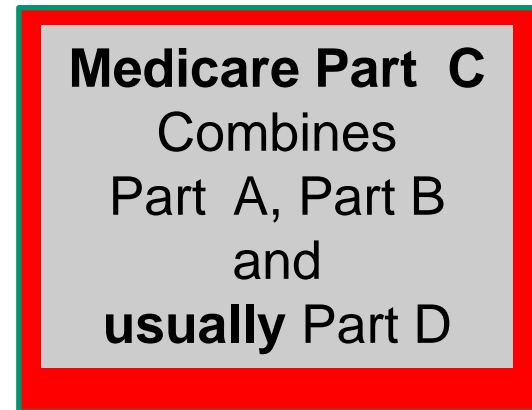 Medicare Part C
Combines
Part A, Part B
and
usually Part D